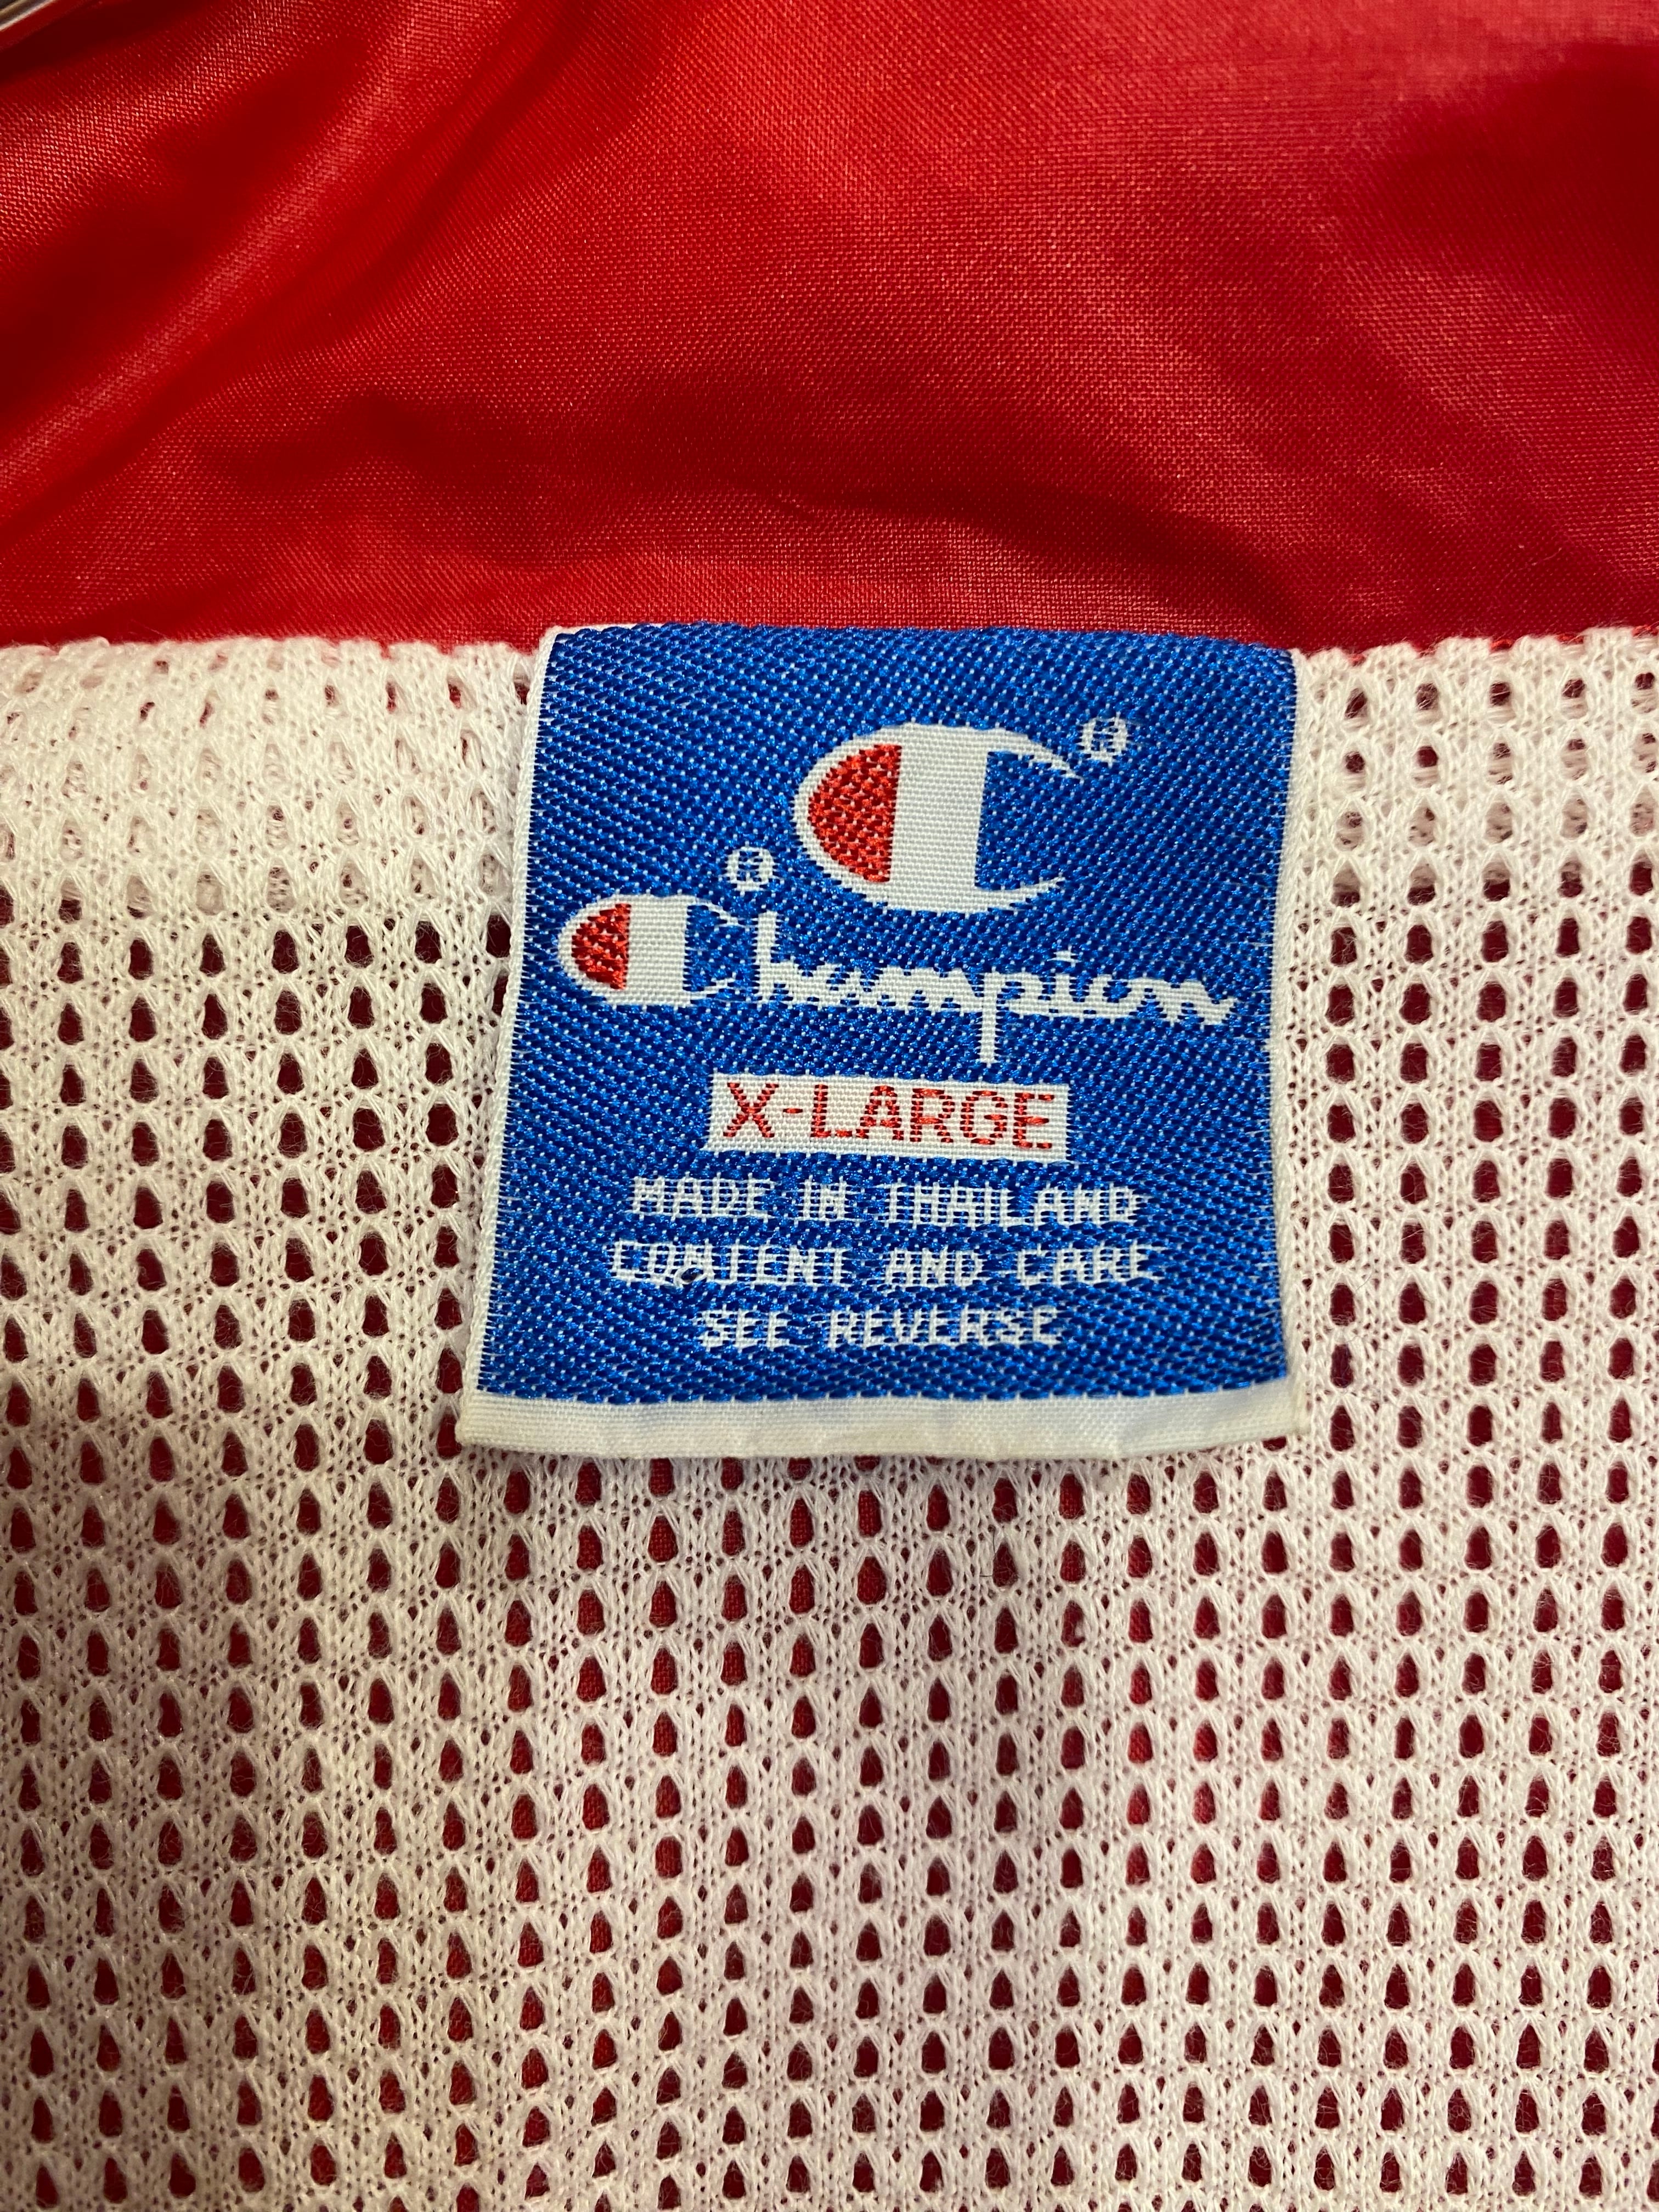 C®
®
Champion
X-LARGE
MADE IN THAILAND
CONTENT AND CARE
SEE REVERSE